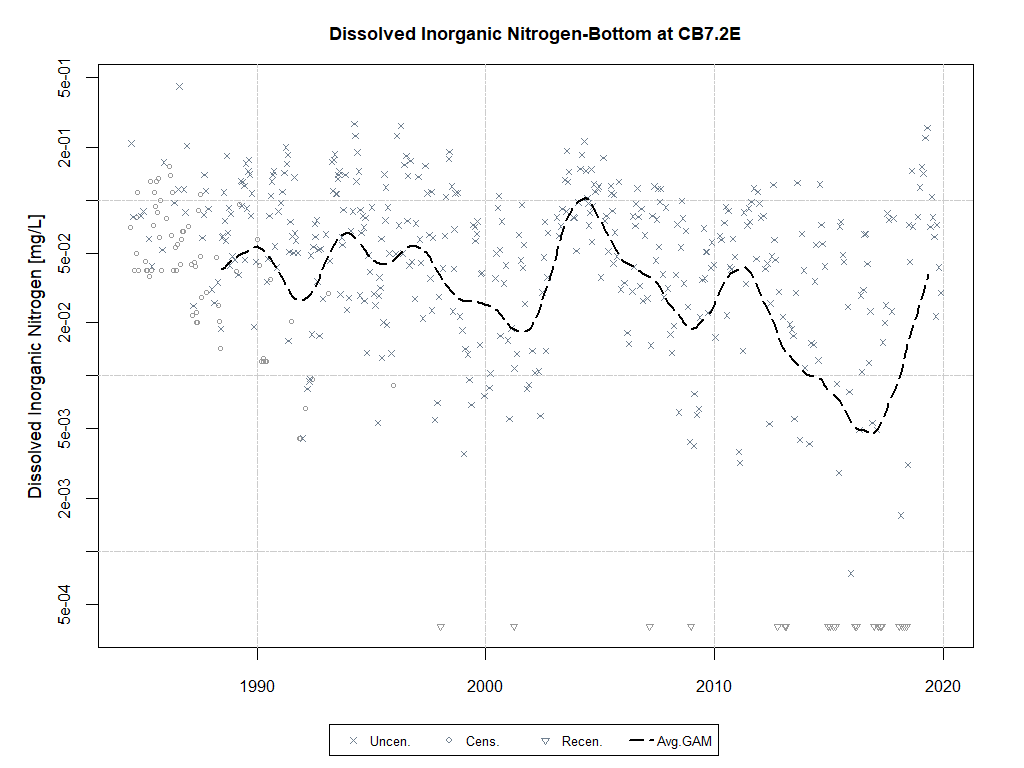 Dissolved Inorganic Nitrogen-Bottom at CB7.2E
Dissolved Inorganic Nitrogen [mg/L]
5e-01
2e-01
5e-02
2e-02
5e-03
2e-03
5e-04
1990 2000 2010 2020
Uncen. Cens. Recen. Avg.GAM